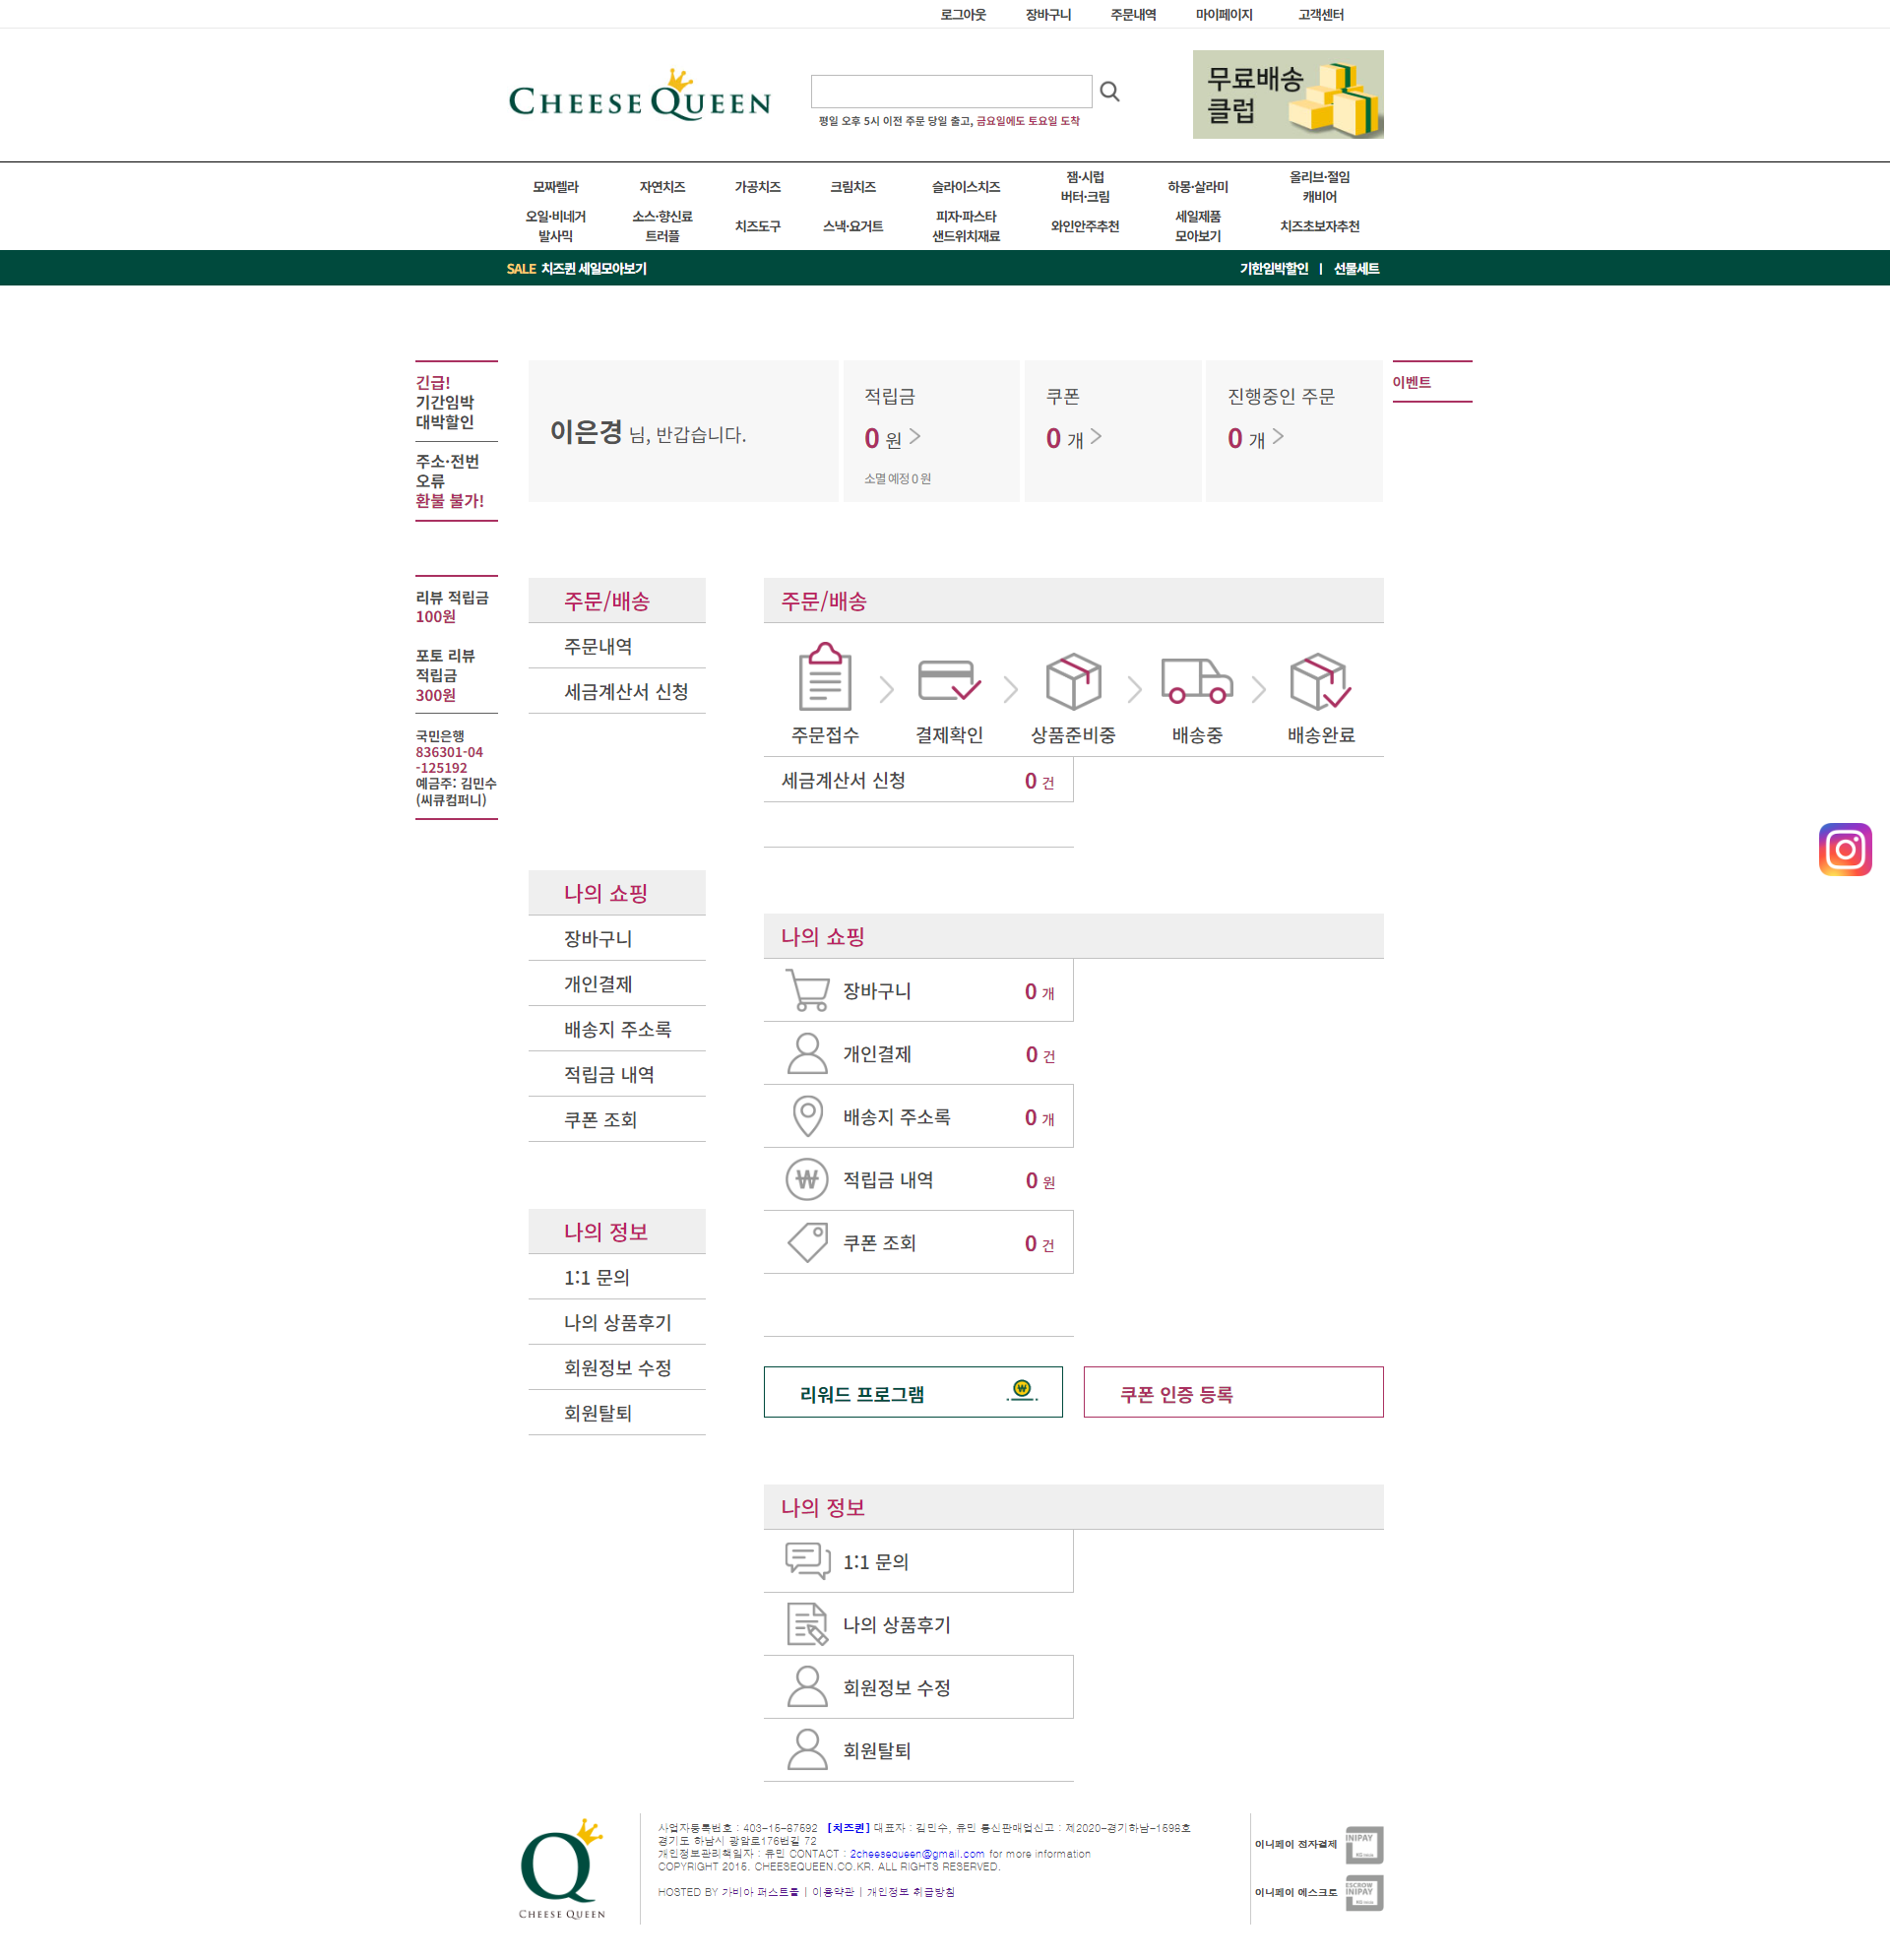 로그아웃 장바구니 주문내역 마이페이지 고객센터
CHEESE QUEEN
평일 오후 5시 이전 주문 당일 출고, 금요일에도 토요일 도착
무료배송
클럽
모짜렐라 자연치즈 가공치즈 크림치즈 슬라이스치즈 잼·시럽 버터·크림 하몽·살라미 올리브·절임 캐비어
오일·비네거 발사믹 소스·향신료 트러플 치즈도구 스낵·요거트 피자·파스타 샌드위치재료 와인안주추천 세일제품 모아보기 치즈초보자추천
SALE 치즈퀸 세일모아보기 기한임박할인 | 선물세트
긴급!
기간임박
대박할인
주소·전번
오류
환불 불가!
이은경 님, 반갑습니다.
적립금
0 원
소멸 예정 0 원
쿠폰
0 개
진행중인 주문
0 개
이벤트
리뷰 적립금
100원
포토 리뷰
적립금
300원
국민은행
836301-04
-125192
예금주: 김민수
(씨큐컴퍼니)
주문/배송
주문내역
세금계산서 신청
나의 쇼핑
장바구니
개인결제
배송지 주소록
적립금 내역
쿠폰 조회
나의 정보
1:1 문의
나의 상품후기
회원정보 수정
회원탈퇴
주문/배송
주문접수 결제확인 상품준비중 배송중 배송완료
세금계산서 신청 0 건
나의 쇼핑
장바구니 0 개
개인결제 0 건
배송지 주소록 0 개
적립금 내역 0 원
쿠폰 조회 0 건
리워드 프로그램 쿠폰 인증 등록
나의 정보
1:1 문의
나의 상품후기
회원정보 수정
회원탈퇴
CHEESE QUEEN
사업자등록번호 : 403-15-87592 [치즈퀸] 대표자 : 김민수, 유민 통신판매업신고 : 제2020-경기하남-1598호
경기도 하남시 광암로176번길 72
개인정보관리책임자 : 유민 CONTACT : 2cheesequeen@gmail.com for more information
COPYRIGHT 2015. CHEESEQUEEN.CO.KR. ALL RIGHTS RESERVED.
HOSTED BY 가비아 퍼스트몰 | 이용약관 | 개인정보 취급방침
이니페이 전자결제 INIPAY
이니페이 에스크로 ESCROW INIPAY